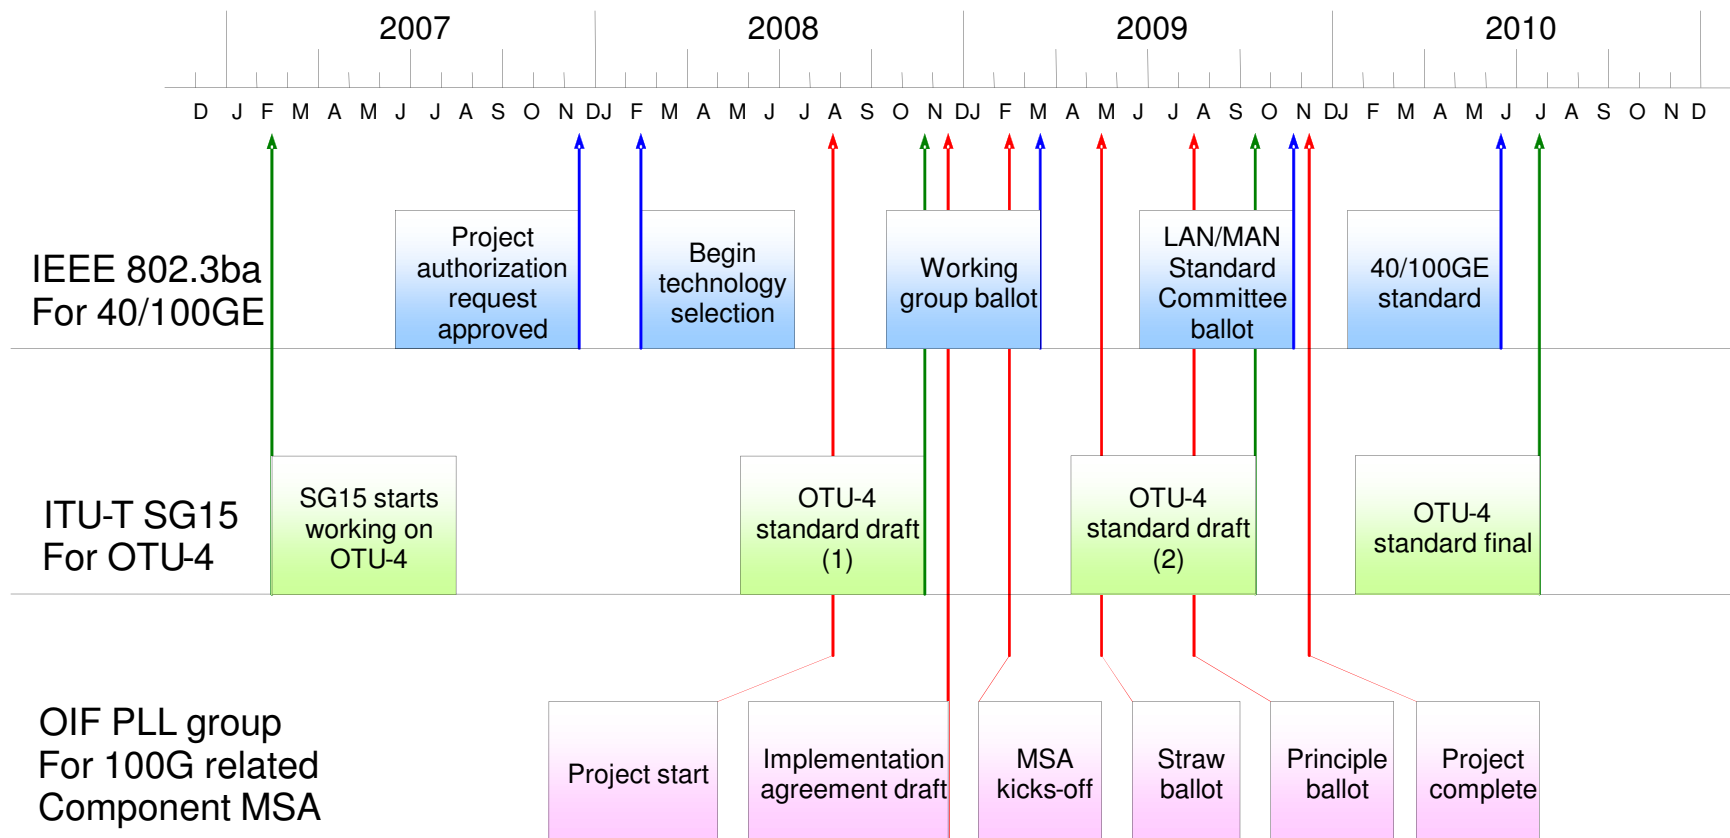 2007 2008 2009 2010
D J F M A M J J A S O N D J F M A M J J A S O N D J F M A M J J A S O N D J F M A M J J A S O N D
IEEE 802.3ba
For 40/100GE
Project
authorization
request
approved
Begin
technology
selection
Working
group ballot
LAN/MAN
Standard
Committee
ballot
40/100GE
standard
ITU-T SG15
For OTU-4
SG15 starts
working on
OTU-4
OTU-4
standard draft
(1)
OTU-4
standard draft
(2)
OTU-4
standard final
OIF PLL group
For 100G related
Component MSA
Project start
Implementation
agreement draft
MSA
kicks-off
Straw
ballot
Principle
ballot
Project
complete